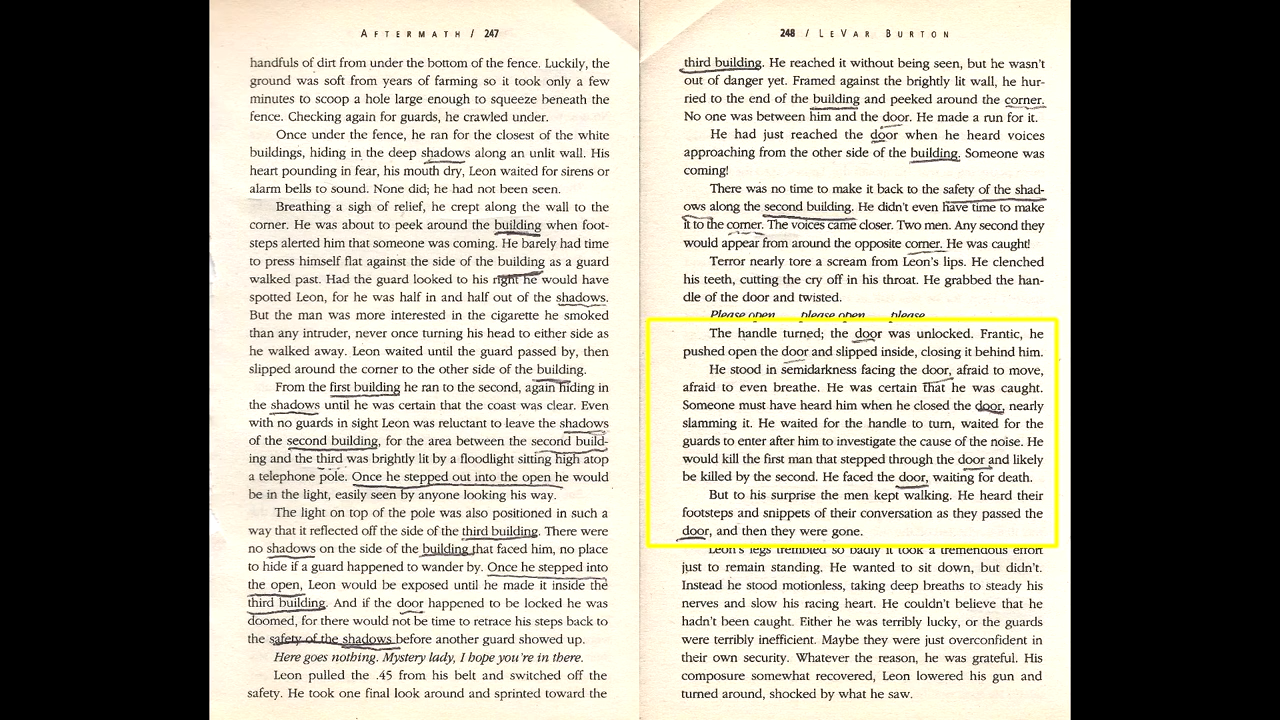 AFTERMATH / 247
handfuls of dirt from under the bottom of the fence. Luckily, the
ground was soft from years of farming so it took only a few
minutes to scoop a hole large enough to squeeze beneath the
fence. Checking again for guards, he crawled under.
Once under the fence, he ran for the closest of the white
buildings, hiding in the deep shadows along an unlit wall. His
heart pounding in fear, his mouth dry, Leon waited for sirens or
alarm bells to sound. None did; he had not been seen.
Breathing a sigh of relief, he crept along the wall to the
corner. He was about to peek around the building when foot-
steps alerted him that someone was coming. He barely had time
to press himself flat against the side of the building as a guard
walked past. Had the guard looked to his right he would have
spotted Leon, for he was half in and half out of the shadows.
But the man was more interested in the cigarette he smoked
than any intruder, never once turning his head to either side as
he walked away. Leon waited until the guard passed by, then
slipped around the corner to the other side of the building.
From the first building he ran to the second, again hiding in
the shadows until he was certain that the coast was clear. Even
with no guards in sight Leon was reluctant to leave the shadows
of the second building, for the area between the second build-
ing and the third was brightly lit by a floodlight sitting high atop
a telephone pole. Once he stepped out into the open he would
be in the light, easily seen by anyone looking his way.
The light on top of the pole was also positioned in such a
way that it reflected off the side of the third building. There were
no shadows on the side of the building that faced him, no place
to hide if a guard happened to wander by. Once he stepped into
the open, Leon would be exposed until he made it inside the
third building. And if the door happened to be locked he was
doomed, for there would not be time to retrace his steps back to
the safety of the shadows before another guard showed up.
Here goes nothing. Mystery lady, I hope you're in there.
Leon pulled the .45 from his belt and switched off the
safety. He took one final look around and sprinted toward the
248 / LEVAR BURTON
third building. He reached it without being seen, but he wasn't
out of danger yet. Framed against the brightly lit wall, he hur-
ried to the end of the building and peeked around the corner.
No one was between him and the door. He made a run for it.
He had just reached the door when he heard voices
approaching from the other side of the building. Someone was
coming!
There was no time to make it back to the safety of the shad-
ows along the second building. He didn't even have time to make
it to the corner. The voices came closer. Two men. Any second they
would appear from around the opposite corner. He was caught!
Terror nearly tore a scream from Leon's lips. He clenched
his teeth, cutting the cry off in his throat. He grabbed the han-
dle of the door and twisted.
Please open please open please
The handle turned; the door was unlocked. Frantic, he
pushed open the door and slipped inside, closing it behind him.
He stood in semidarkness facing the door, afraid to move,
afraid to even breathe. He was certain that he was caught.
Someone must have heard him when he closed the door, nearly
slamming it. He waited for the handle to turn, waited for the
guards to enter after him to investigate the cause of the noise. He
would kill the first man that stepped through the door and likely
be killed by the second. He faced the door, waiting for death.
But to his surprise the men kept walking. He heard their
footsteps and snippets of their conversation as they passed the
door, and then they were gone.
Leon's legs trembled so badly it took a tremendous effort
just to remain standing. He wanted to sit down, but didn't.
Instead he stood motionless, taking deep breaths to steady his
nerves and slow his racing heart. He couldn't believe that he
hadn't been caught. Either he was terribly lucky, or the guards
were terribly inefficient. Maybe they were just overconfident in
their own security. Whatever the reason, he was grateful. His
composure somewhat recovered, Leon lowered his gun and
turned around, shocked by what he saw.